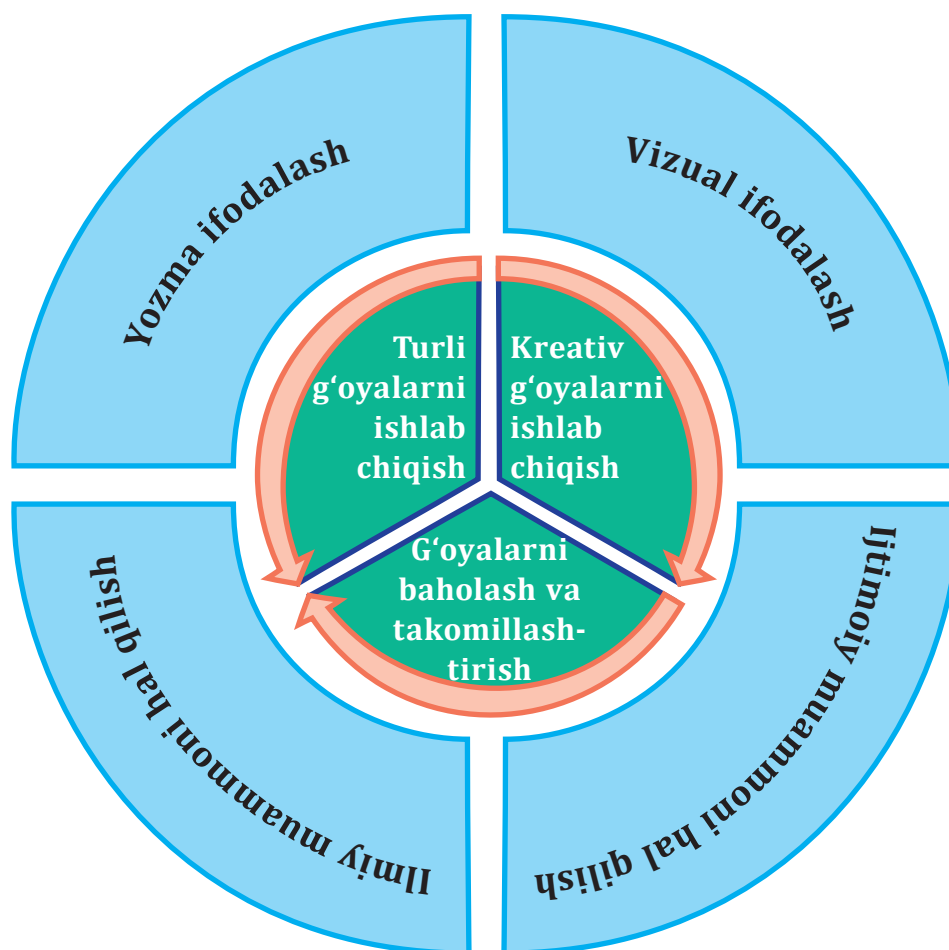 Yozma ifodalash
Vizual ifodalash
Turli
g‘oyalarni
ishlab
chiqish
Kreativ
g‘oyalarni
ishlab
chiqish
G‘oyalarni
baholash va
takomillash-
tirish
Ilmiy muammoni hal qilish
Ijtimoiy muammoni hal qilish